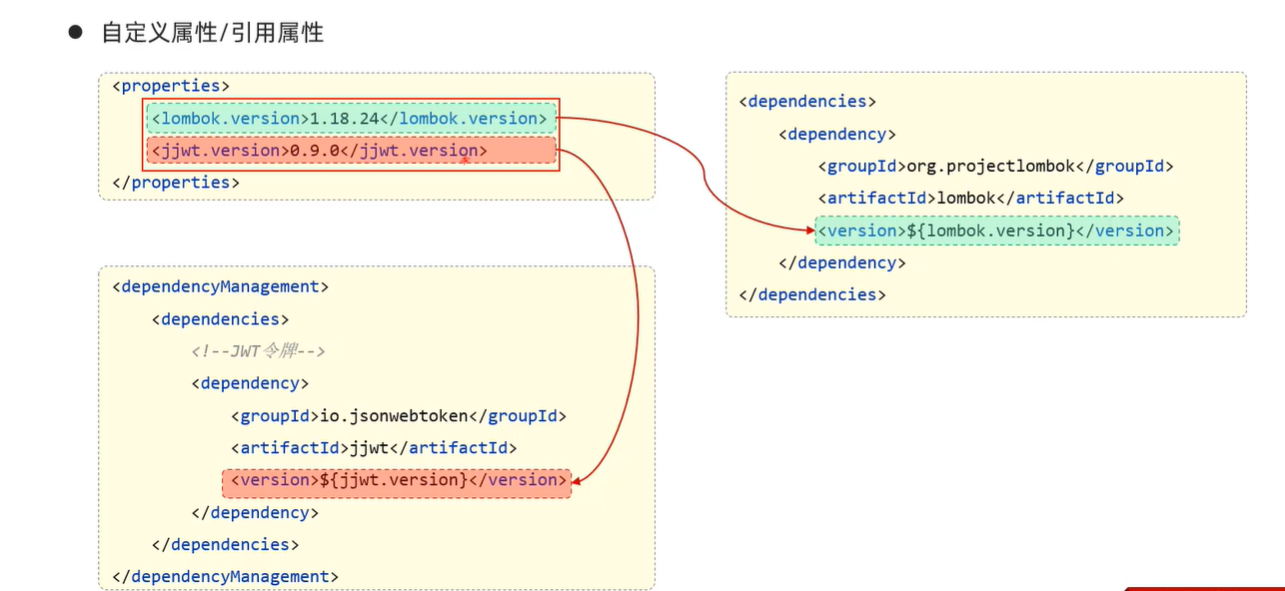 ● 自定义属性/引用属性
<properties>
<lombok.version>1.18.24</lombok.version>
<jjwt.version>0.9.0</jjwt.version>
</properties>
<dependencyManagement>
<dependencies>
<!--JWT令牌-->
<dependency>
<groupId>io.jsonwebtoken</groupId>
<artifactId>jjwt</artifactId>
<version>${jjwt.version}</version>
</dependency>
</dependencies>
</dependencyManagement>
<dependencies>
<dependency>
<groupId>org.projectlombok</groupId>
<artifactId>lombok</artifactId>
<version>${lombok.version}</version>
</dependency>
</dependencies>